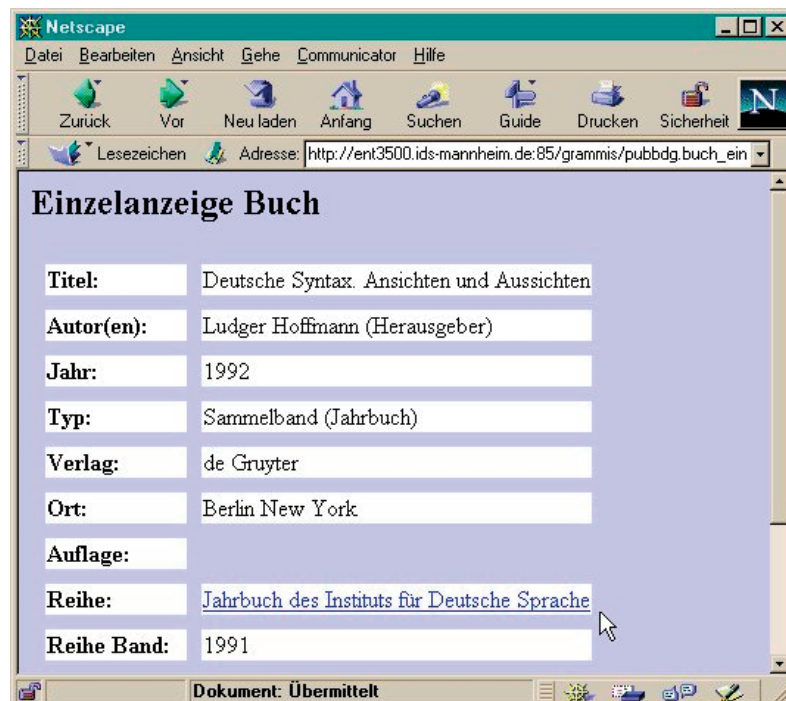 Netscape
Datei Bearbeiten Ansicht Gehe Communicator Hilfe
Zurück Vor Neu laden Anfang Suchen Guide Drucken Sicherheit N
Lesezeichen Adresse: http://ent3500.ids-mannheim.de:85/grammis/pubbdg.buch_ein
Einzelanzeige Buch
Titel: Deutsche Syntax. Ansichten und Aussichten
Autor(en): Ludger Hoffmann (Herausgeber)
Jahr: 1992
Typ: Sammelband (Jahrbuch)
Verlag: de Gruyter
Ort: Berlin New York
Auflage:
Reihe: Jahrbuch des Instituts für Deutsche Sprache
Reihe Band: 1991
Dokument: Übermittelt